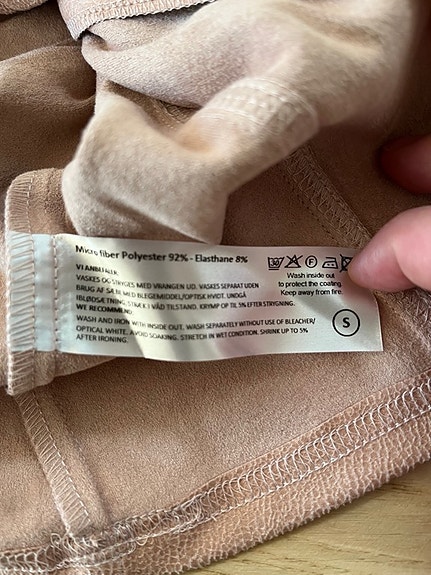 Micro fiber Polyester 92% - Elasthane 8%
VI ANBEFALER:
VASKES OG STRYGES MED VRANGEN UD. VASKES SEPARAT UDEN
BRUG AF SÆBE MED BLEGEMIDDEL/OPTISK HVIDT. UNDGÅ
IBLØDSÆTNING. STRÆK I VÅD TILSTAND. KRYMP OP TIL 5% EFTER STRYGNING.
WE RECOMMEND:
WASH AND IRON WITH INSIDE OUT. WASH SEPARATELY WITHOUT USE OF BLEACHER/
OPTICAL WHITE. AVOID SOAKING. STRETCH IN WET CONDITION. SHRINK UP TO 5%
AFTER IRONING.
30 F
Wash inside out
to protect the coating.
Keep away from fire.
S